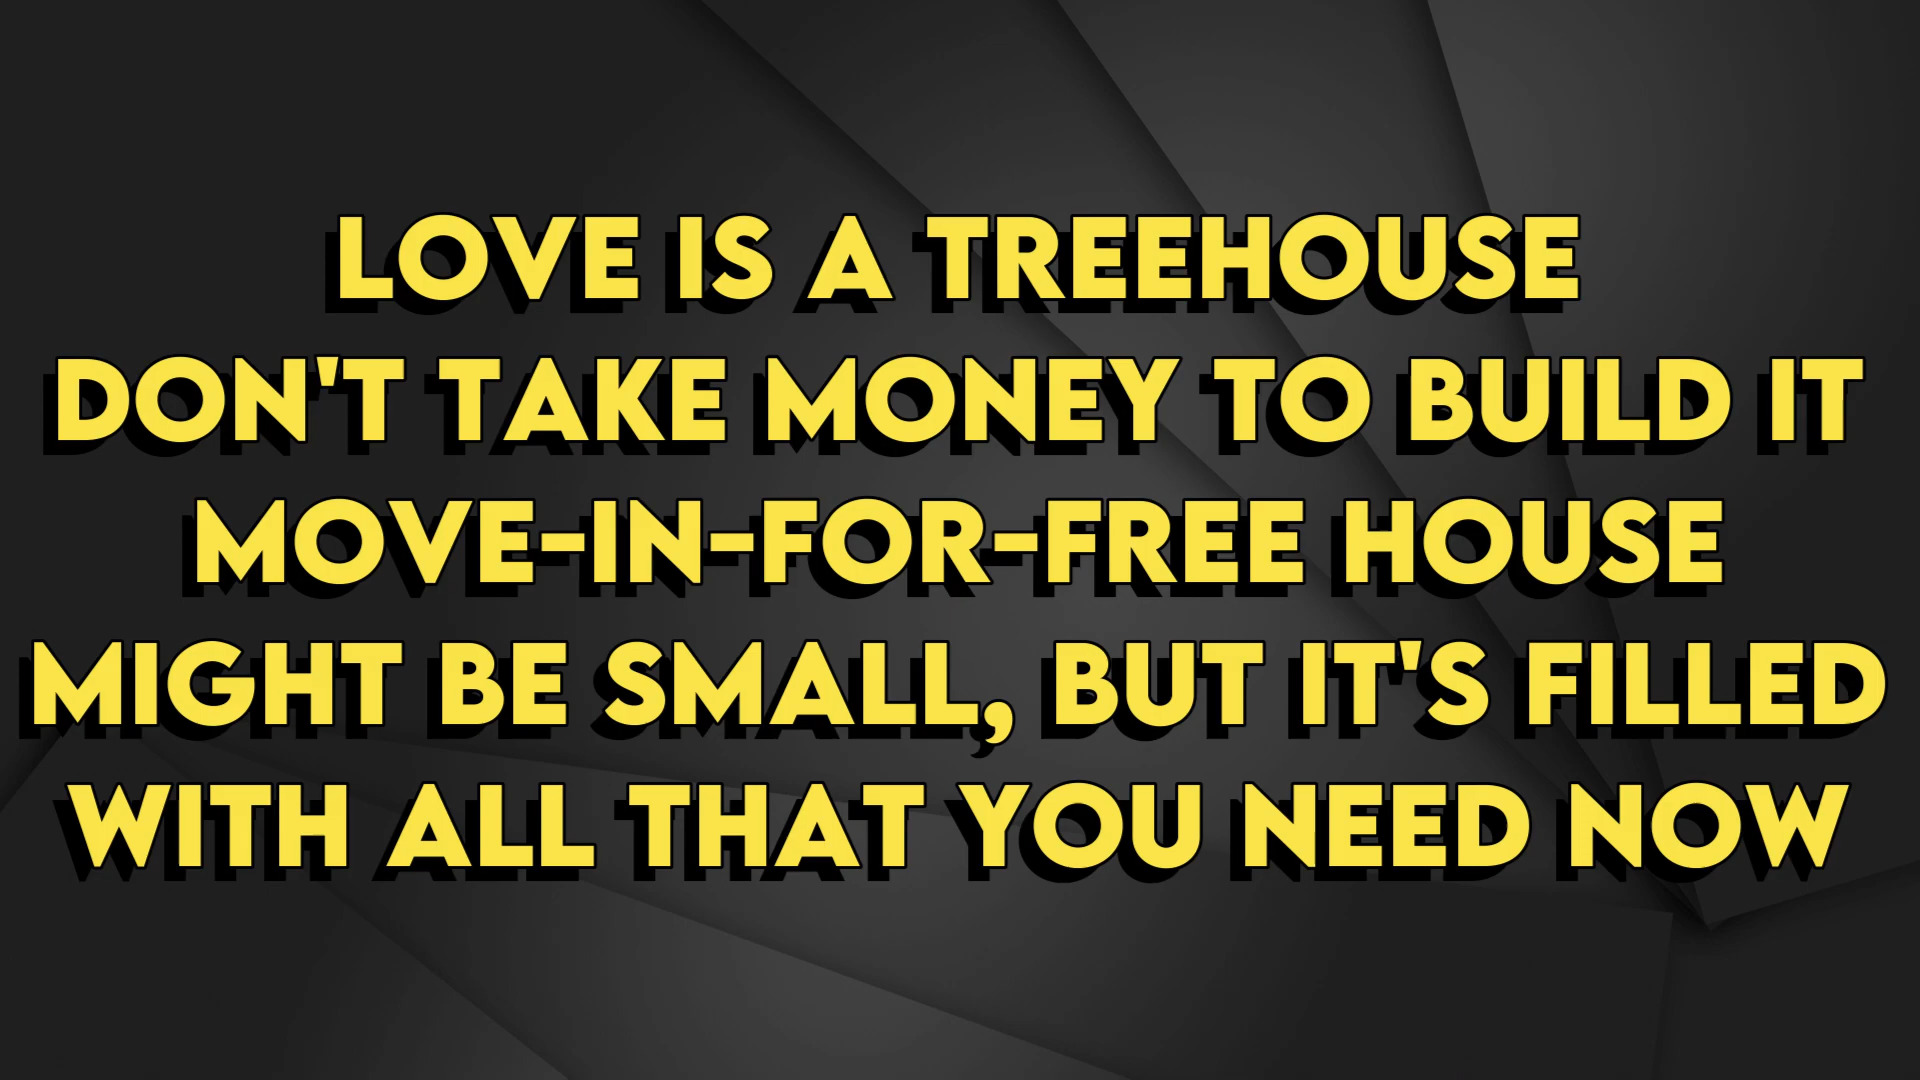 LOVE IS A TREEHOUSE
DON'T TAKE MONEY TO BUILD IT
MOVE-IN-FOR-FREE HOUSE
MIGHT BE SMALL, BUT IT'S FILLED
WITH ALL THAT YOU NEED NOW